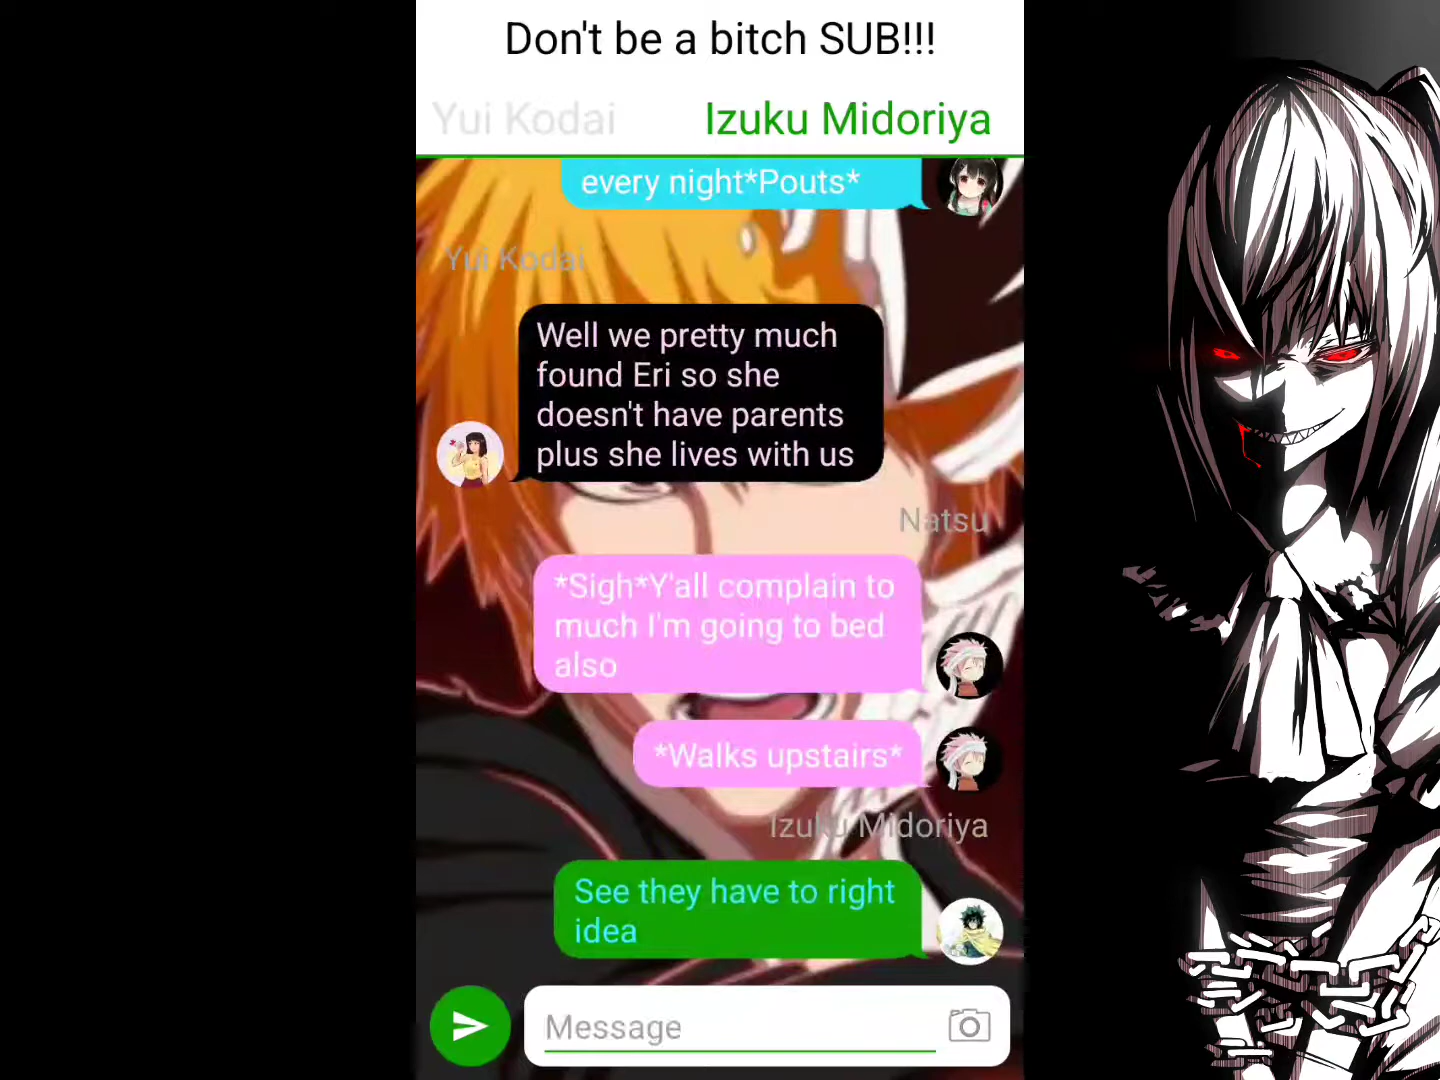 Don't be a bitch SUB!!!
Yui Kodai
Izuku Midoriya
every night*Pouts*
Yui Kodai
Well we pretty much
found Eri so she
doesn't have parents
plus she lives with us
Natsu
*Sigh*Y'all complain to
much I'm going to bed
also
*Walks upstairs*
Izuku Midoriya
See they have to right
idea
Message